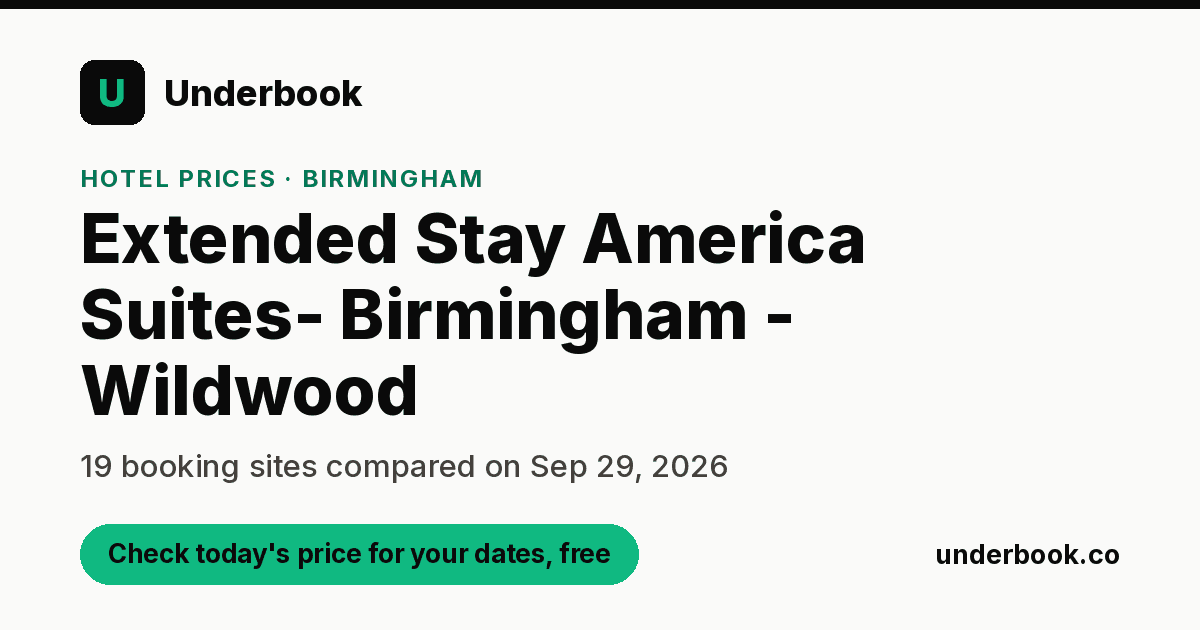 U
Underbook
HOTEL PRICES · BIRMINGHAM
Extended Stay America
Suites- Birmingham -
Wildwood
19 booking sites compared on Sep 29, 2026
Check today's price for your dates, free
underbook.co